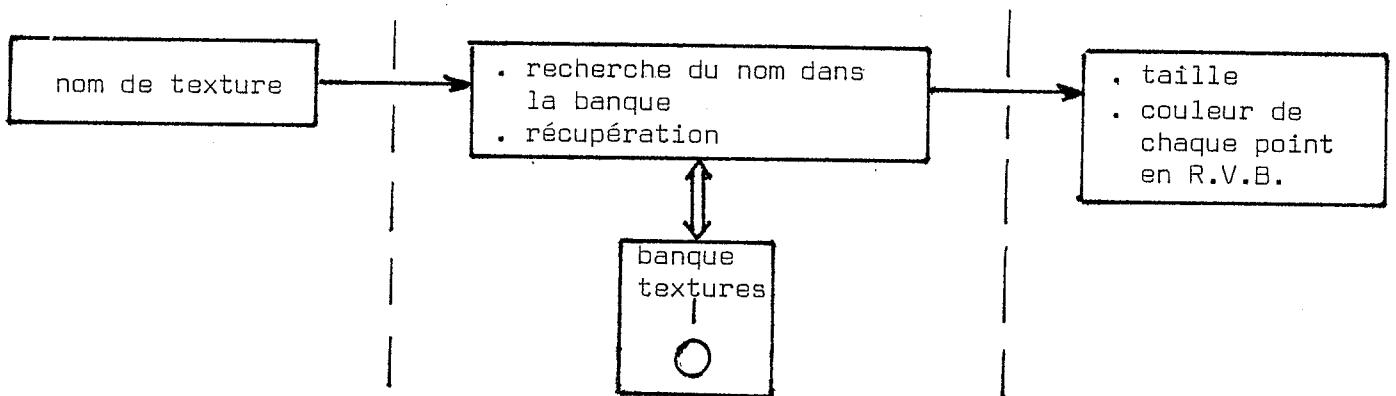 nom de texture
. recherche du nom dans
la banque
. récupération
. taille
. couleur de
chaque point
en R.V.B.
banque
textures